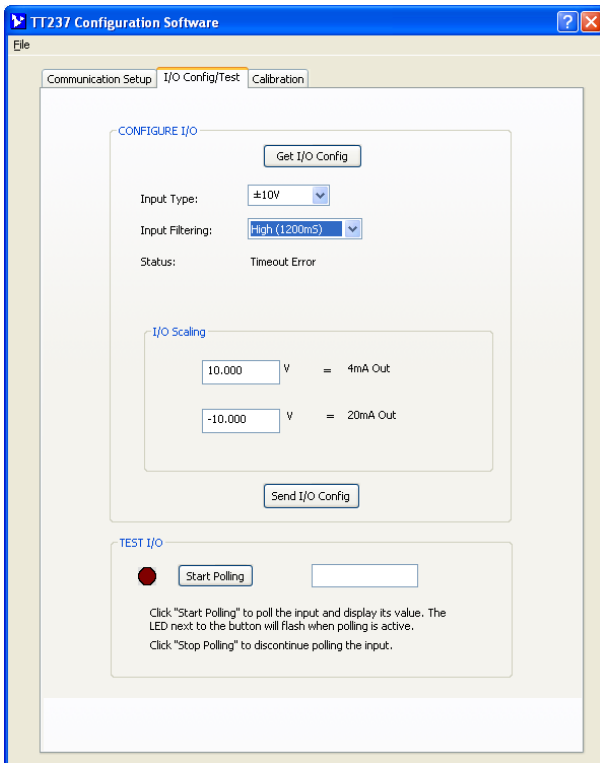 TT237 Configuration Software
File
Communication Setup I/O Config/Test Calibration
CONFIGURE I/O
Get I/O Config
Input Type: ±10V
Input Filtering: High (1200mS)
Status: Timeout Error
I/O Scaling
10.000 V = 4mA Out
-10.000 V = 20mA Out
Send I/O Config
TEST I/O
Start Polling
Click "Start Polling" to poll the input and display its value. The
LED next to the button will flash when polling is active.
Click "Stop Polling" to discontinue polling the input.